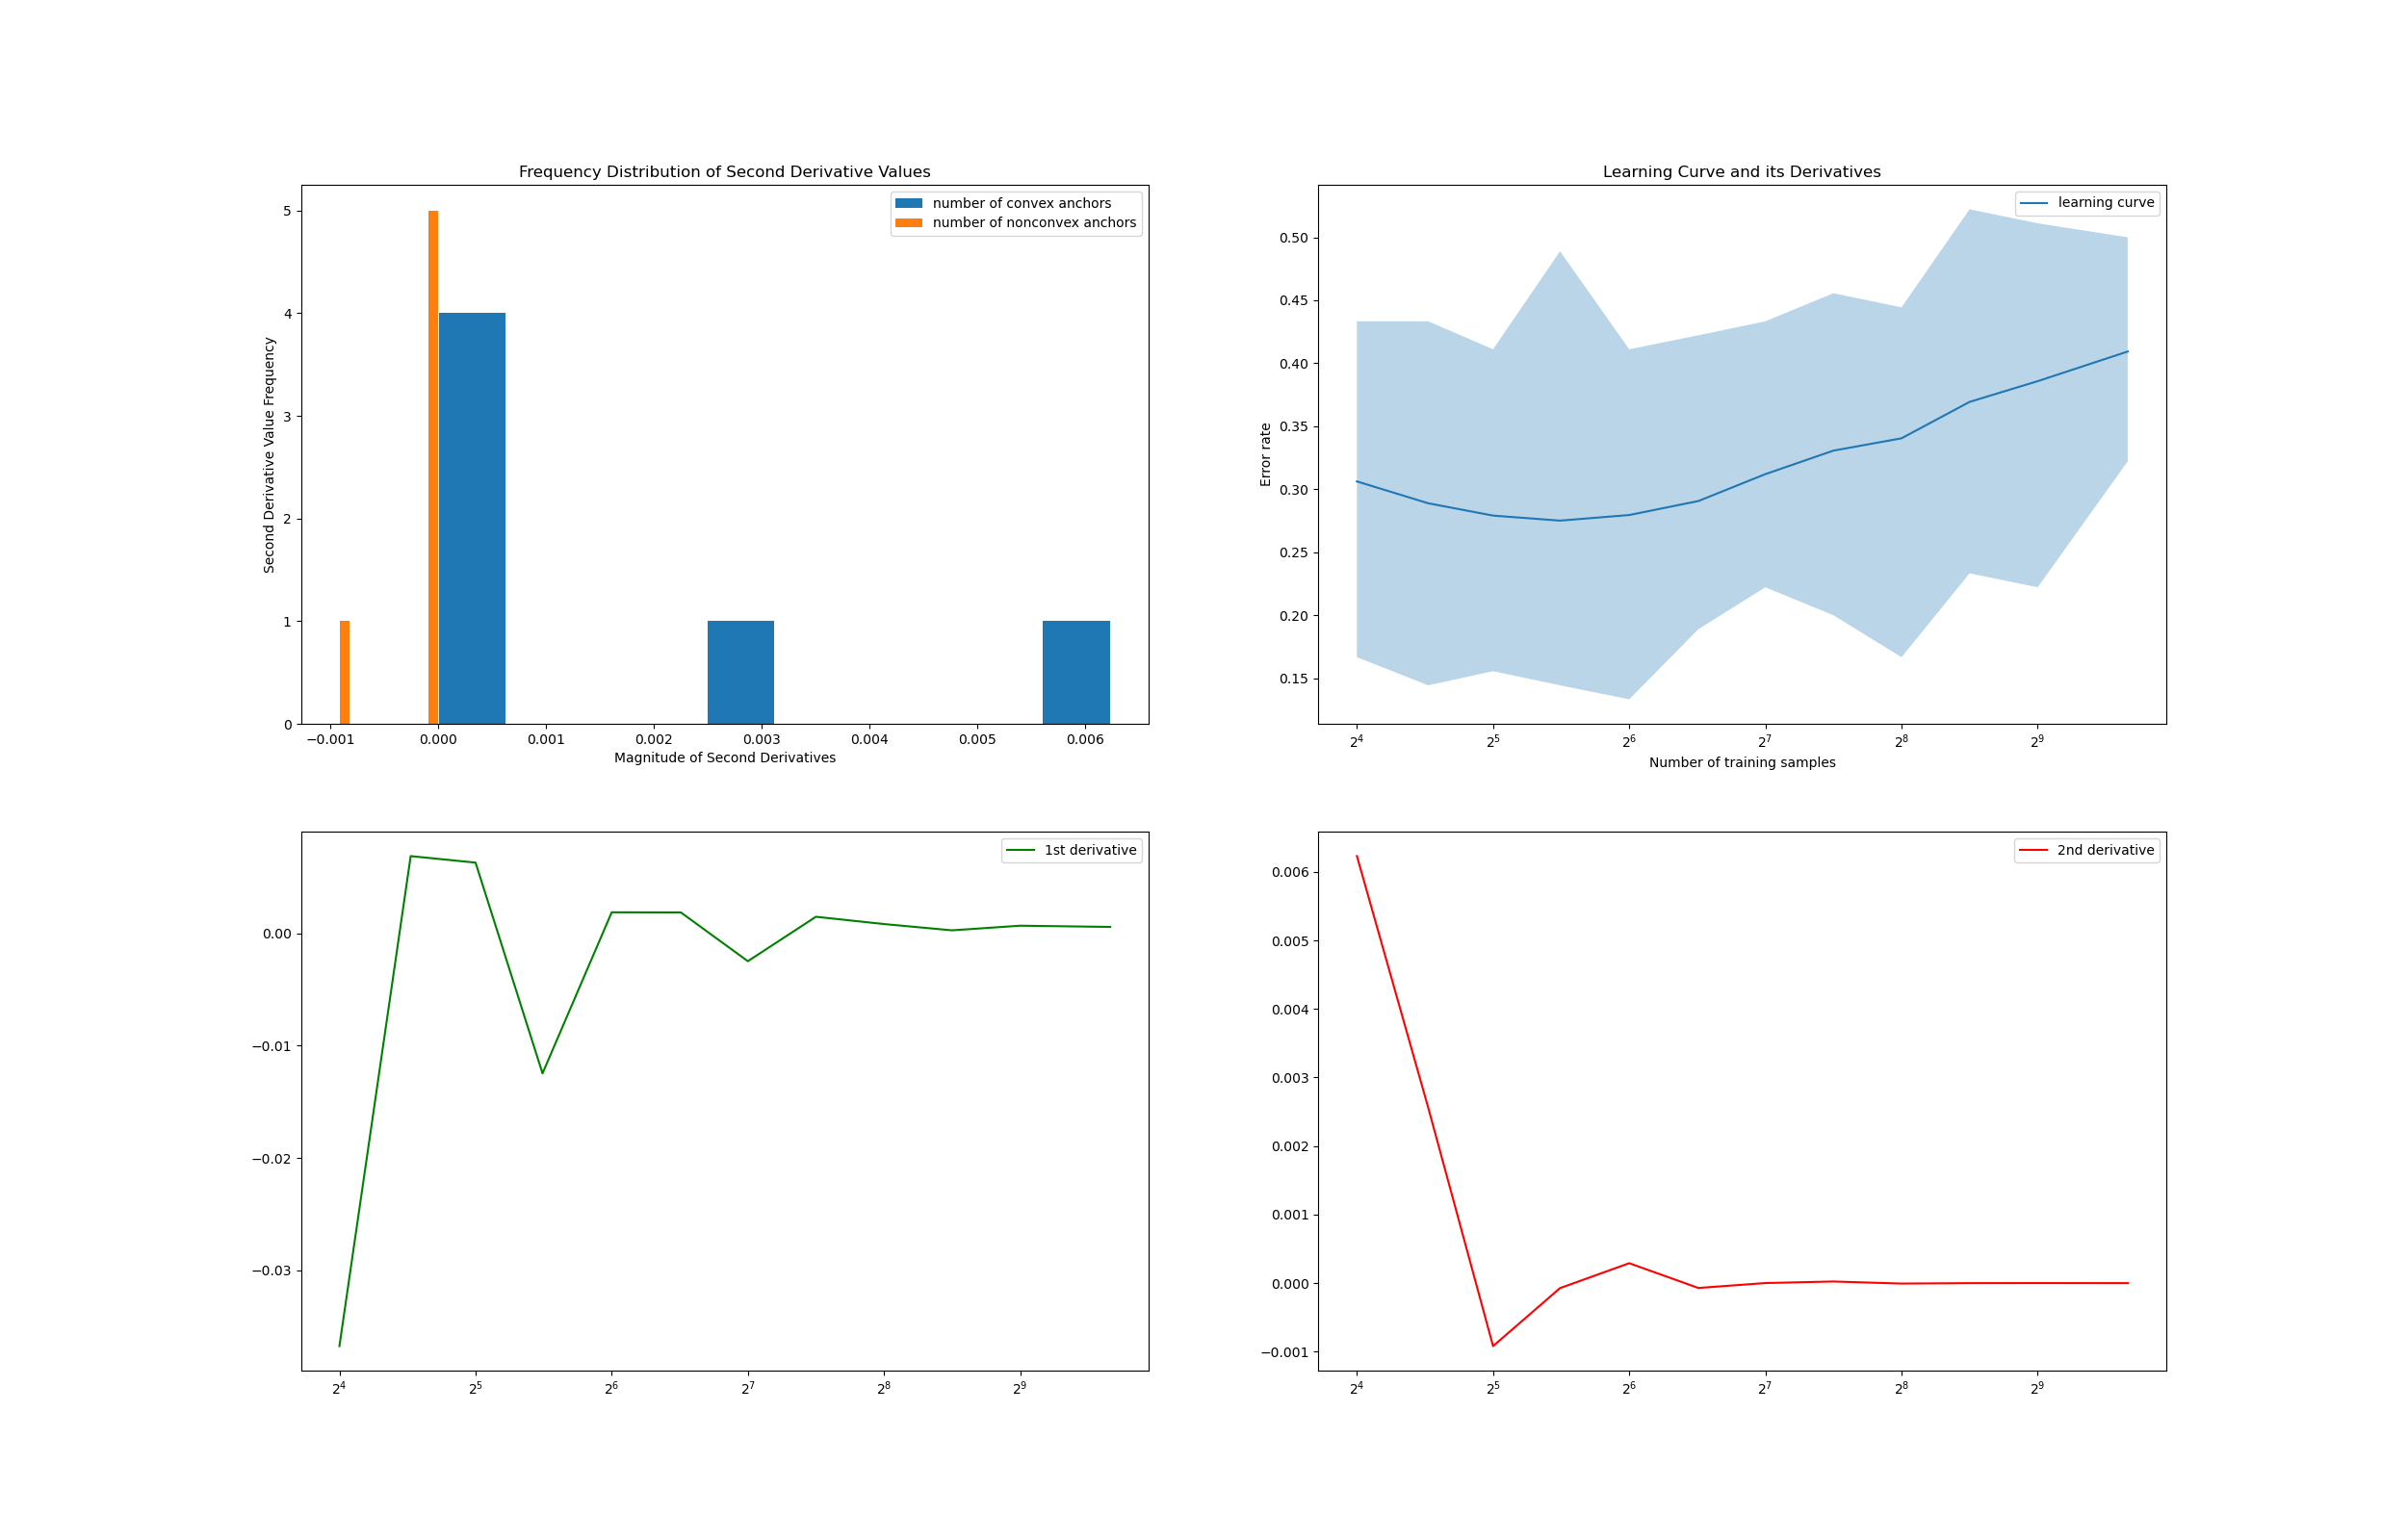 Frequency Distribution of Second Derivative Values
number of convex anchors
number of nonconvex anchors
Second Derivative Value Frequency
5
4
3
2
1
0
−0.001 0.000 0.001 0.002 0.003 0.004 0.005 0.006
Magnitude of Second Derivatives
Learning Curve and its Derivatives
learning curve
Error rate
0.50
0.45
0.40
0.35
0.30
0.25
0.20
0.15
2⁴ 2⁵ 2⁶ 2⁷ 2⁸ 2⁹
Number of training samples
1st derivative
0.00
−0.01
−0.02
−0.03
2⁴ 2⁵ 2⁶ 2⁷ 2⁸ 2⁹
2nd derivative
0.006
0.005
0.004
0.003
0.002
0.001
0.000
−0.001
2⁴ 2⁵ 2⁶ 2⁷ 2⁸ 2⁹